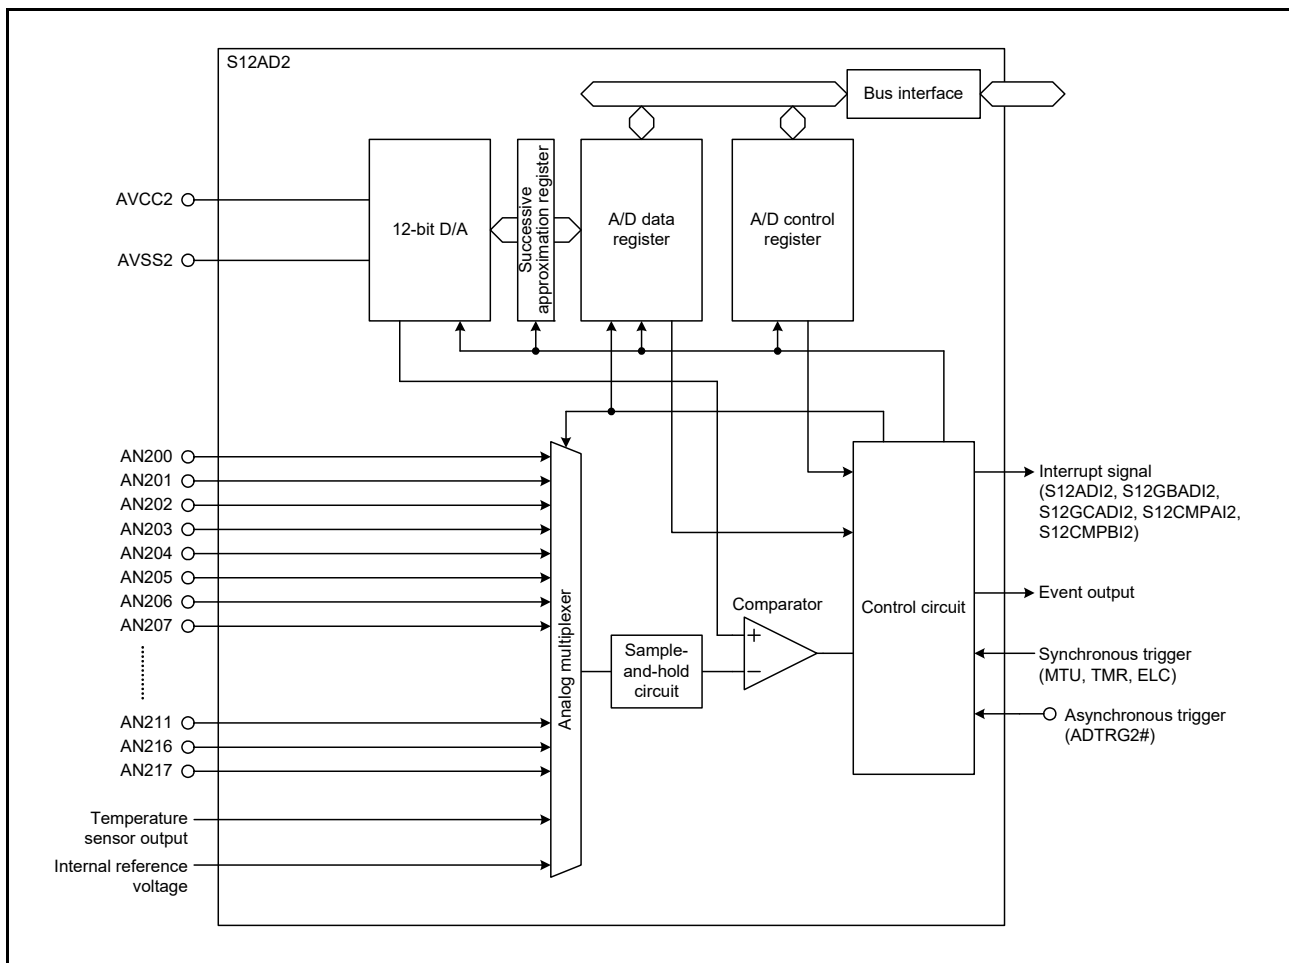 S12AD2
Bus interface
AVCC2
AVSS2
12-bit D/A
Successive
approximation register
A/D data
register
A/D control
register
AN200
AN201
AN202
AN203
AN204
AN205
AN206
AN207
AN211
AN216
AN217
Temperature
sensor output
Internal reference
voltage
Analog multiplexer
Sample-
and-hold
circuit
Comparator
+
−
Control circuit
Interrupt signal
(S12ADI2, S12GBADI2,
S12GCADI2, S12CMPAI2,
S12CMPBI2)
Event output
Synchronous trigger
(MTU, TMR, ELC)
Asynchronous trigger
(ADTRG2#)